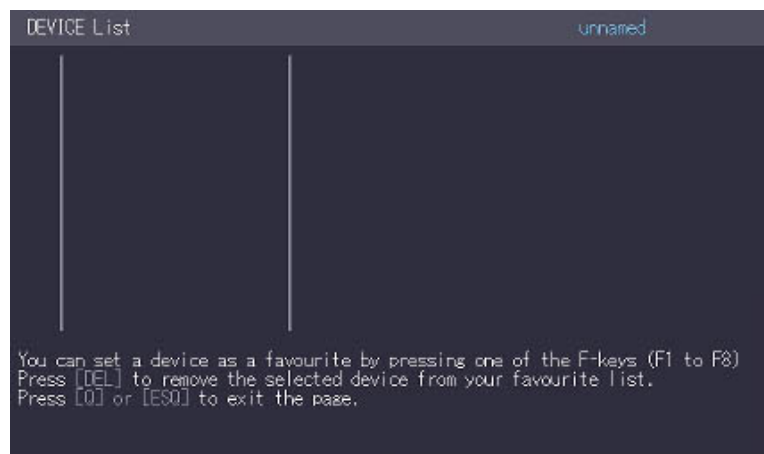 DEVICE List
unnamed
You can set a device as a favourite by pressing one of the F-keys (F1 to F8)
Press [DEL] to remove the selected device from your favourite list.
Press [Q] or [ESQ] to exit the page.